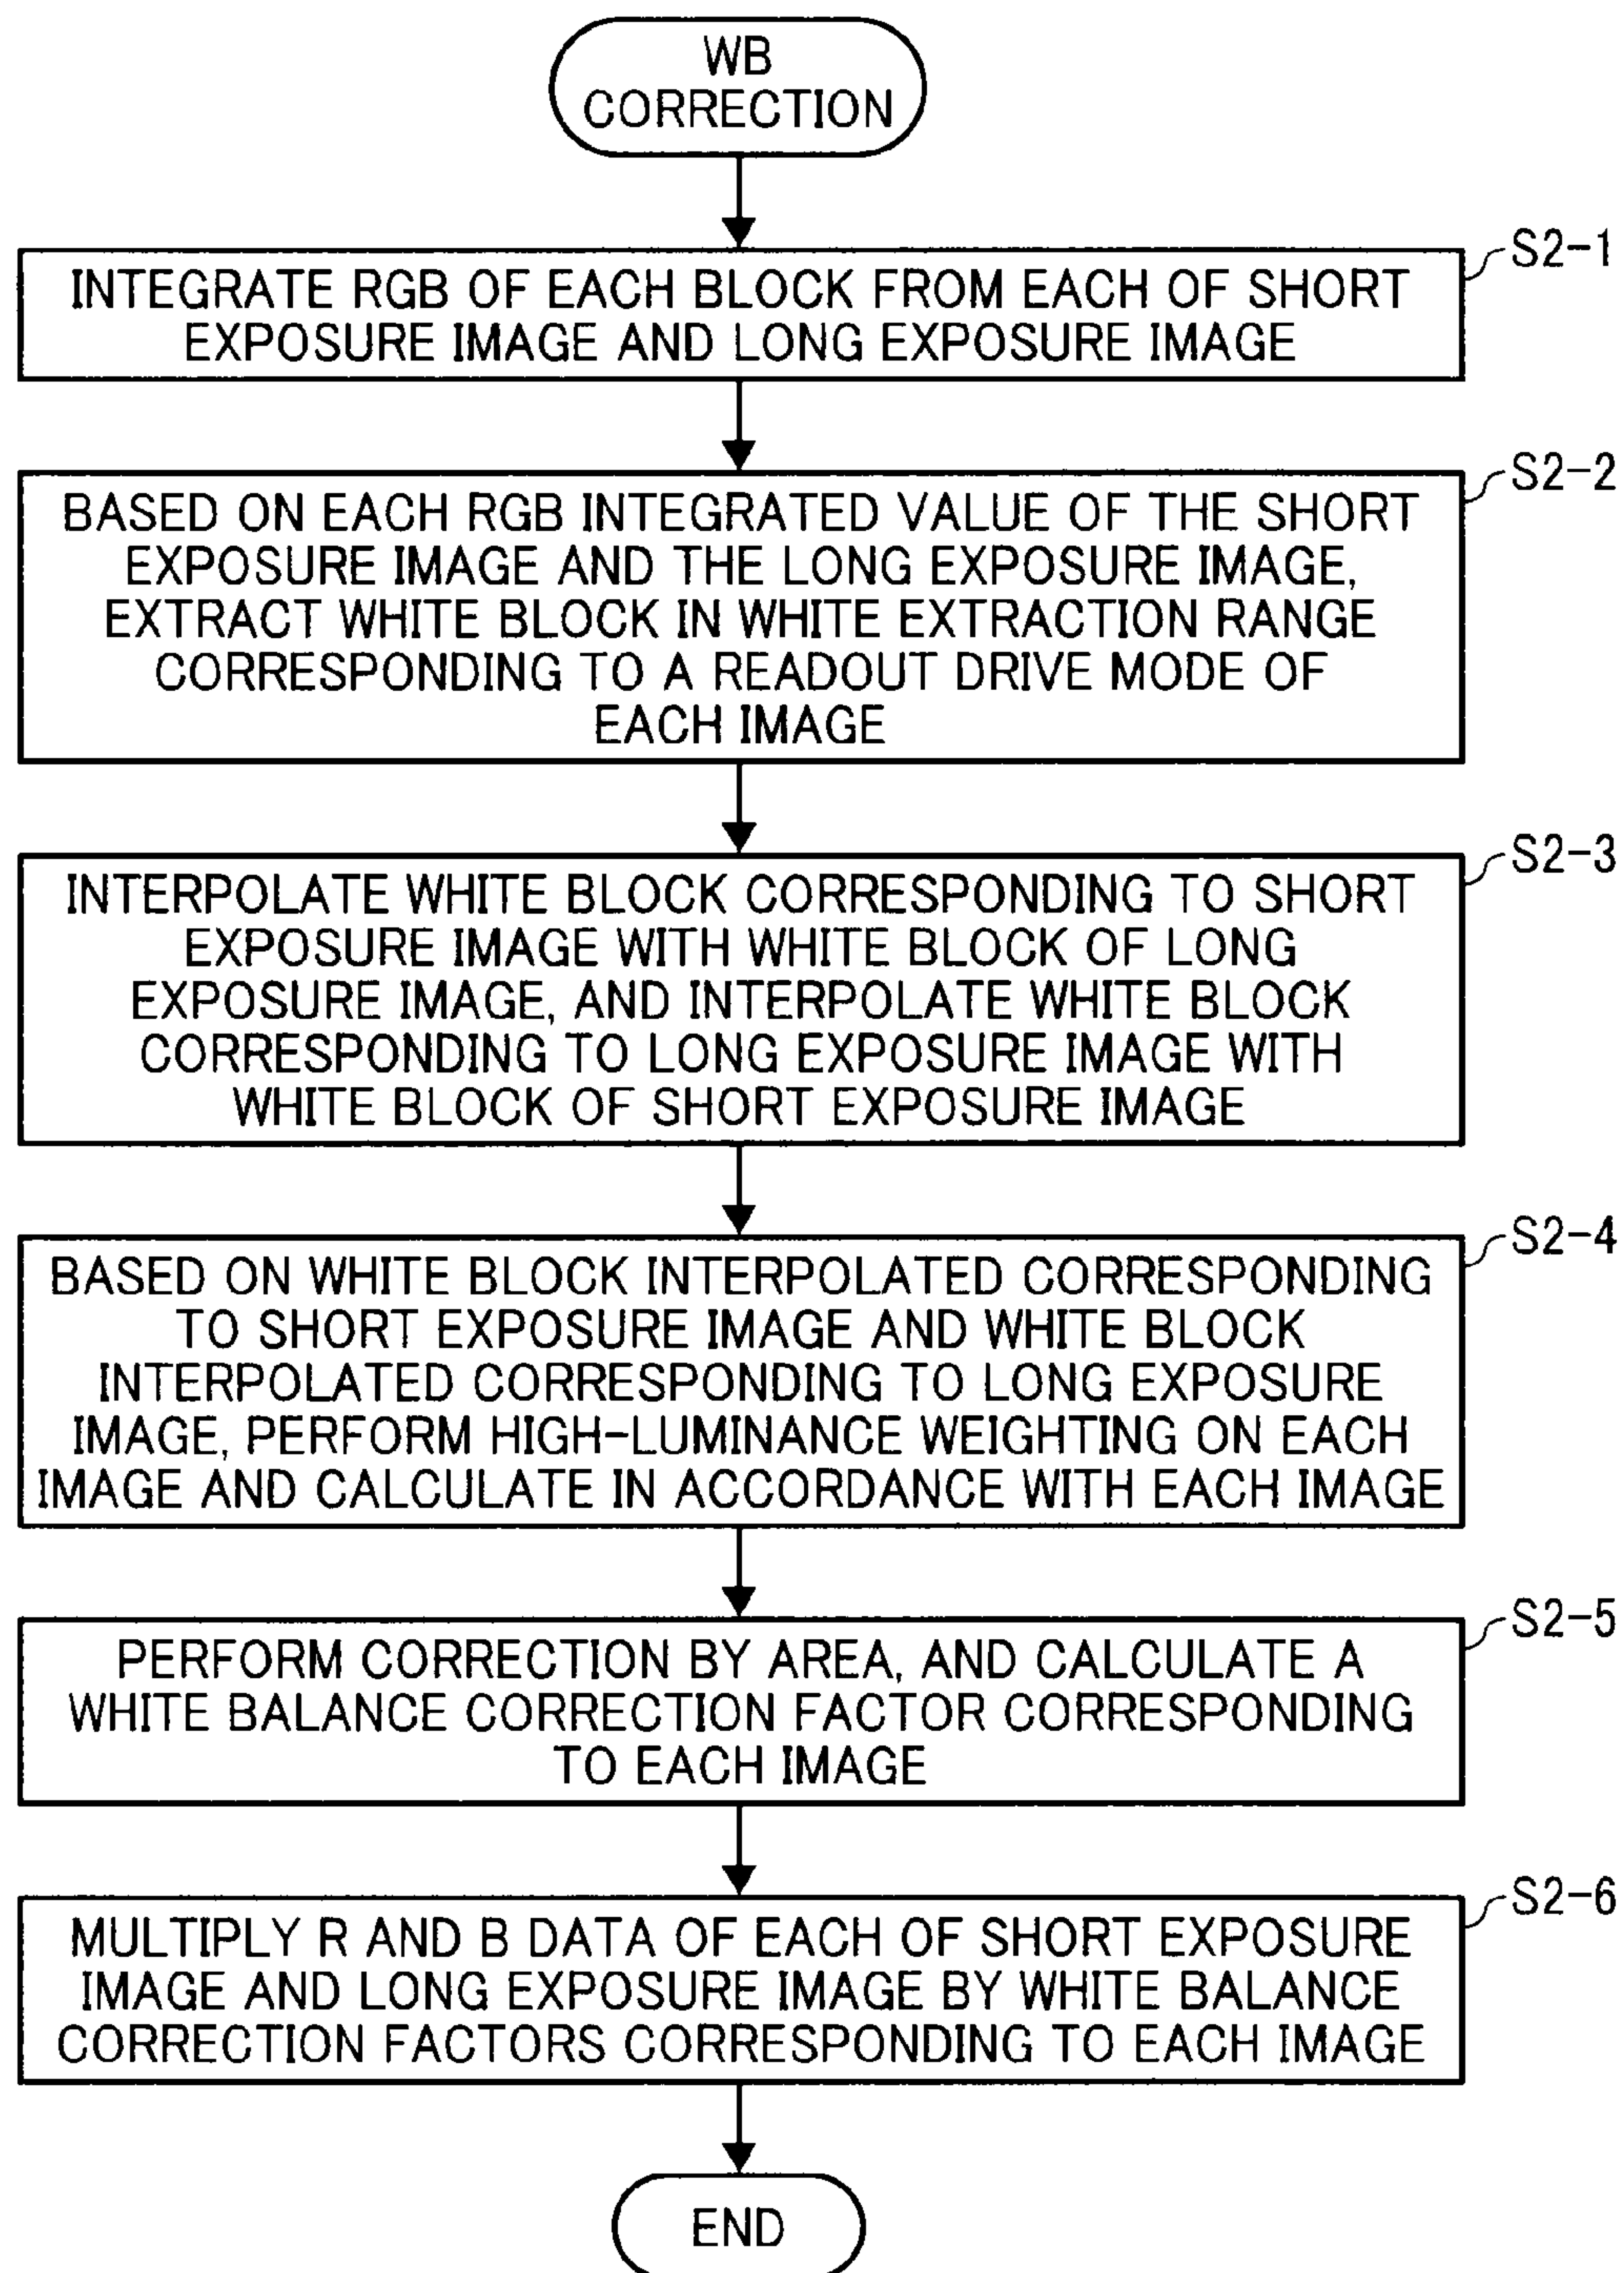 WB
CORRECTION
S2-1
INTEGRATE RGB OF EACH BLOCK FROM EACH OF SHORT
EXPOSURE IMAGE AND LONG EXPOSURE IMAGE
S2-2
BASED ON EACH RGB INTEGRATED VALUE OF THE SHORT
EXPOSURE IMAGE AND THE LONG EXPOSURE IMAGE,
EXTRACT WHITE BLOCK IN WHITE EXTRACTION RANGE
CORRESPONDING TO A READOUT DRIVE MODE OF
EACH IMAGE
S2-3
INTERPOLATE WHITE BLOCK CORRESPONDING TO SHORT
EXPOSURE IMAGE WITH WHITE BLOCK OF LONG
EXPOSURE IMAGE, AND INTERPOLATE WHITE BLOCK
CORRESPONDING TO LONG EXPOSURE IMAGE WITH
WHITE BLOCK OF SHORT EXPOSURE IMAGE
S2-4
BASED ON WHITE BLOCK INTERPOLATED CORRESPONDING
TO SHORT EXPOSURE IMAGE AND WHITE BLOCK
INTERPOLATED CORRESPONDING TO LONG EXPOSURE
IMAGE, PERFORM HIGH-LUMINANCE WEIGHTING ON EACH
IMAGE AND CALCULATE IN ACCORDANCE WITH EACH IMAGE
S2-5
PERFORM CORRECTION BY AREA, AND CALCULATE A
WHITE BALANCE CORRECTION FACTOR CORRESPONDING
TO EACH IMAGE
S2-6
MULTIPLY R AND B DATA OF EACH OF SHORT EXPOSURE
IMAGE AND LONG EXPOSURE IMAGE BY WHITE BALANCE
CORRECTION FACTORS CORRESPONDING TO EACH IMAGE
END